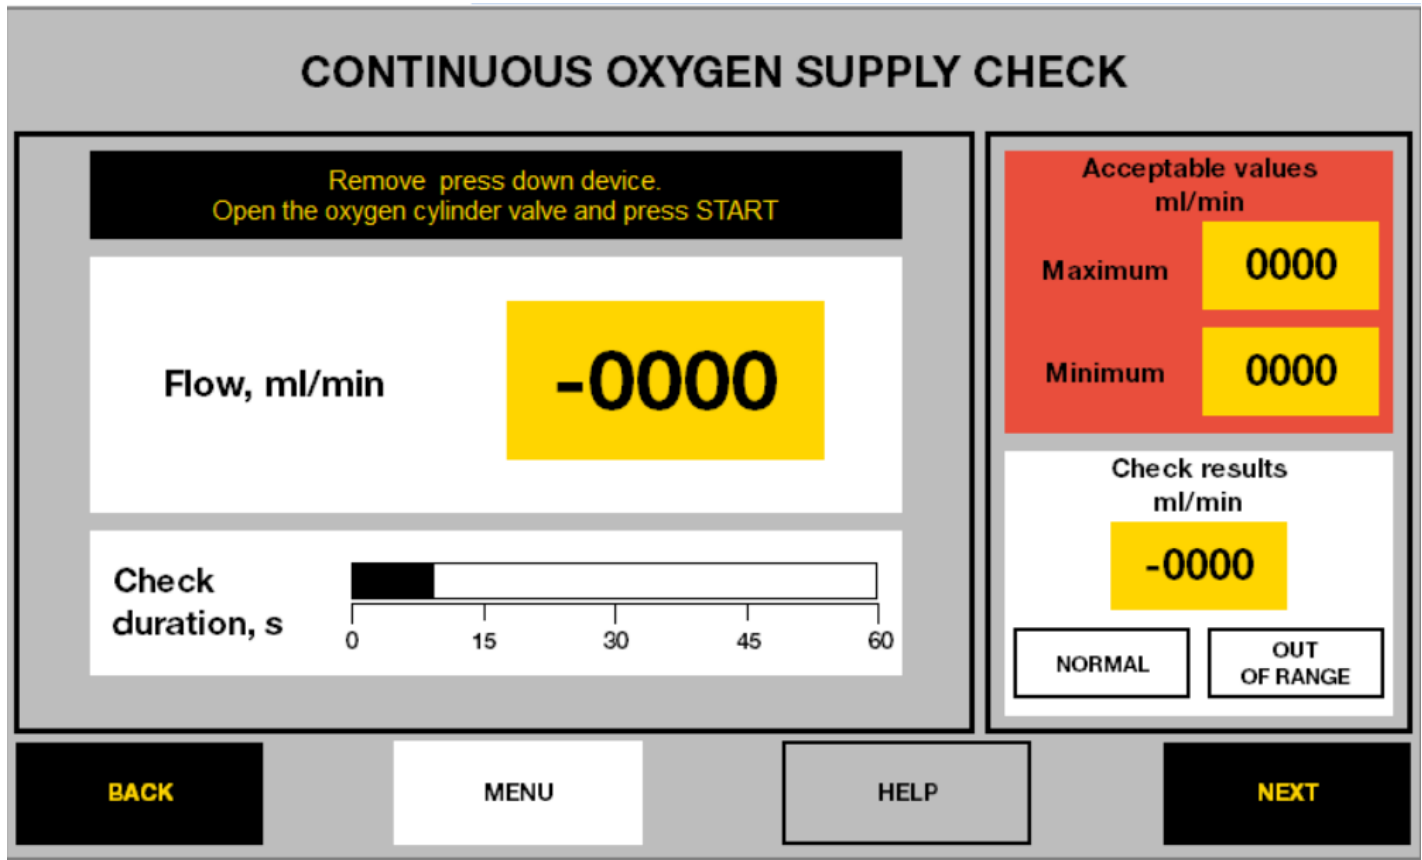 CONTINUOUS OXYGEN SUPPLY CHECK
Remove press down device.
Open the oxygen cylinder valve and press START
Flow, ml/min
-0000
Check
duration, s
0 15 30 45 60
Acceptable values
ml/min
Maximum 0000
Minimum 0000
Check results
ml/min
-0000
NORMAL
OUT
OF RANGE
BACK MENU HELP NEXT